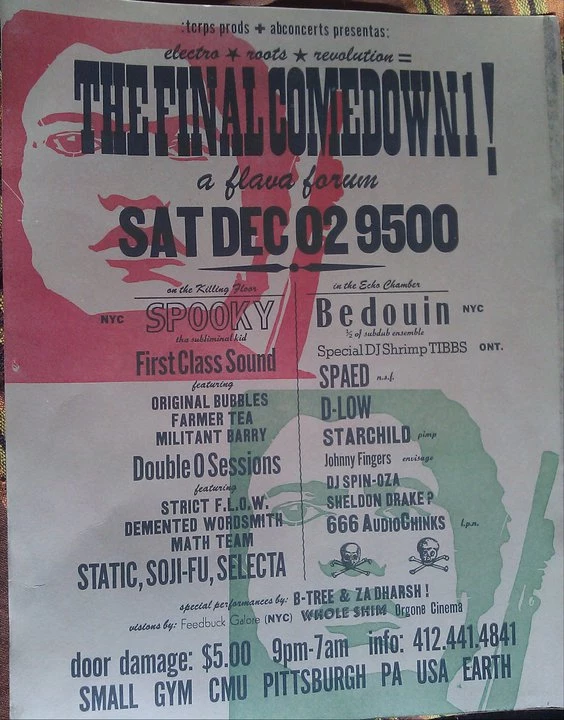 :tcrps prods + abconcerts presentas:
electro ★ roots ★ revolution =
THE FINAL COMEDOWN1!
a flava forum
SAT DEC 02 9500
on the Killing Floor
NYC SPOOKY
tha subliminal kid
First Class Sound
featuring
ORIGINAL BUBBLES
FARMER TEA
MILITANT BARRY
Double O Sessions
featuring
STRICT F.L.O.W.
DEMENTED WORDSMITH
MATH TEAM
STATIC, SOJI-FU, SELECTA
in the Echo Chamber
Bedouin NYC
½ of subdub ensemble
Special DJ Shrimp TIBBS ONT.
SPAED n.s.f.
D-LOW
STARCHILD pimp
Johnny Fingers envisage
DJ SPIN-OZA
SHELDON DRAKE?
666 AUDIOCHINKS l.p.n.
special performances by: B-TREE & ZA DHARSH!
visions by: Feedbuck Galore (NYC) WHOLE SHIM Orgone Cinema
door damage: $5.00 9pm-7am info: 412.441.4841
SMALL GYM CMU PITTSBURGH PA USA EARTH